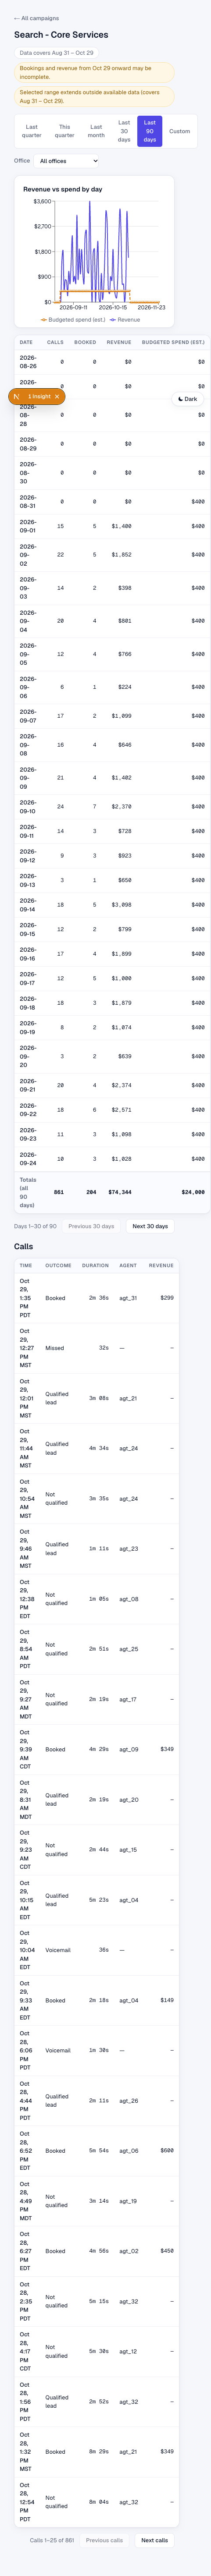 ← All campaigns
Search - Core Services
Data covers Aug 31 – Oct 29
Bookings and revenue from Oct 29 onward may be
incomplete.
Selected range extends outside available data (covers
Aug 31 – Oct 29).
Last quarter This quarter Last month Last 30 days Last 90 days Custom
Office All offices
Revenue vs spend by day
$3,600
$2,700
$1,800
$900
$0
2026-09-11 2026-10-15 2026-11-23
Budgeted spend (est.) Revenue
DATE CALLS BOOKED REVENUE BUDGETED SPEND (EST.)
2026-08-26 0 0 $0 $0
2026- 0 0 $0 $0
N 1 Insight ×
Dark
2026-08-28 0 0 $0 $0
2026-08-29 0 0 $0 $0
2026-08-30 0 0 $0 $0
2026-08-31 0 0 $0 $400
2026-09-01 15 5 $1,400 $400
2026-09-02 22 5 $1,852 $400
2026-09-03 14 2 $398 $400
2026-09-04 20 4 $801 $400
2026-09-05 12 4 $766 $400
2026-09-06 6 1 $224 $400
2026-09-07 17 2 $1,099 $400
2026-09-08 16 4 $646 $400
2026-09-09 21 4 $1,402 $400
2026-09-10 24 7 $2,370 $400
2026-09-11 14 3 $728 $400
2026-09-12 9 3 $923 $400
2026-09-13 3 1 $650 $400
2026-09-14 18 5 $3,098 $400
2026-09-15 12 2 $799 $400
2026-09-16 17 4 $1,899 $400
2026-09-17 12 5 $1,000 $400
2026-09-18 18 3 $1,879 $400
2026-09-19 8 2 $1,074 $400
2026-09-20 3 2 $639 $400
2026-09-21 20 4 $2,374 $400
2026-09-22 18 6 $2,571 $400
2026-09-23 11 3 $1,098 $400
2026-09-24 10 3 $1,028 $400
Totals (all 90 days) 861 204 $74,344 $24,000
Days 1–30 of 90 Previous 30 days Next 30 days
Calls
TIME OUTCOME DURATION AGENT REVENUE
Oct 29, 1:35 PM PDT Booked 2m 36s agt_31 $299
Oct 29, 12:27 PM MST Missed 32s — —
Oct 29, 12:01 PM MST Qualified lead 3m 08s agt_21 —
Oct 29, 11:44 AM MST Qualified lead 4m 34s agt_24 —
Oct 29, 10:54 AM MST Not qualified 3m 35s agt_24 —
Oct 29, 9:46 AM MST Qualified lead 1m 11s agt_23 —
Oct 29, 12:38 PM EDT Not qualified 1m 05s agt_08 —
Oct 29, 8:54 AM PDT Not qualified 2m 51s agt_25 —
Oct 29, 9:27 AM MDT Not qualified 2m 19s agt_17 —
Oct 29, 9:39 AM CDT Booked 4m 29s agt_09 $349
Oct 29, 8:31 AM MDT Qualified lead 2m 19s agt_20 —
Oct 29, 9:23 AM CDT Not qualified 2m 44s agt_15 —
Oct 29, 10:15 AM EDT Qualified lead 5m 23s agt_04 —
Oct 29, 10:04 AM EDT Voicemail 36s — —
Oct 29, 9:33 AM EDT Booked 2m 18s agt_04 $149
Oct 28, 6:06 PM PDT Voicemail 1m 30s — —
Oct 28, 4:44 PM PDT Qualified lead 2m 11s agt_26 —
Oct 28, 6:52 PM EDT Booked 5m 54s agt_06 $600
Oct 28, 4:49 PM MDT Not qualified 3m 14s agt_19 —
Oct 28, 6:27 PM EDT Booked 4m 56s agt_02 $450
Oct 28, 2:35 PM PDT Not qualified 5m 15s agt_32 —
Oct 28, 4:17 PM CDT Not qualified 5m 30s agt_12 —
Oct 28, 1:56 PM PDT Qualified lead 2m 52s agt_32 —
Oct 28, 1:32 PM MST Booked 8m 29s agt_21 $349
Oct 28, 12:54 PM PDT Not qualified 8m 04s agt_32 —
Calls 1–25 of 861 Previous calls Next calls